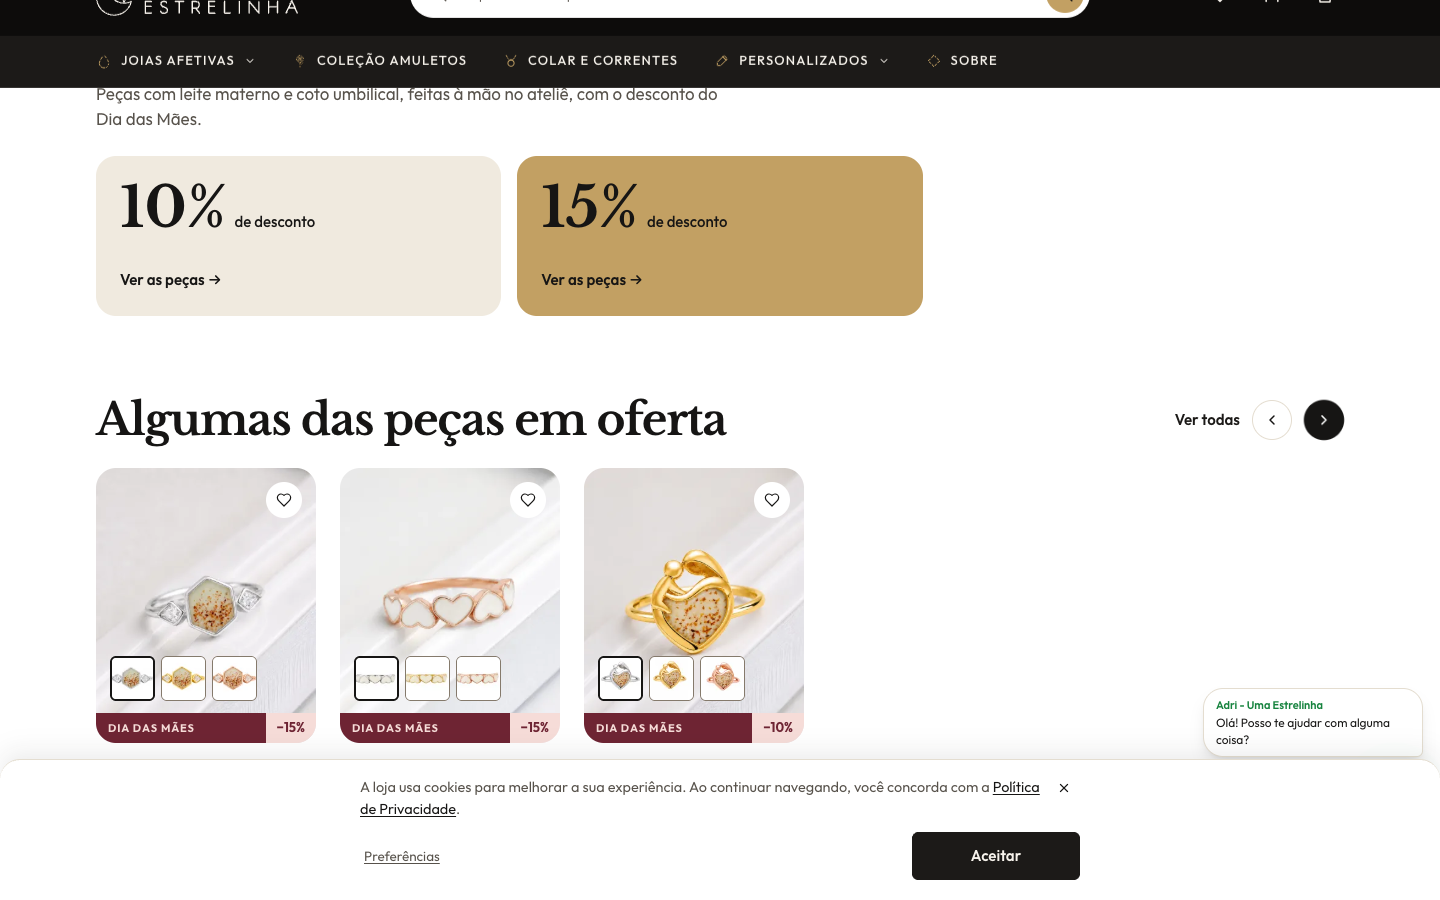 ESTRELINHA
JOIAS AFETIVAS
COLEÇÃO AMULETOS
COLAR E CORRENTES
PERSONALIZADOS
SOBRE
Peças com leite materno e coto umbilical, feitas à mão no ateliê, com o desconto do
Dia das Mães.
10% de desconto
Ver as peças →
15% de desconto
Ver as peças →
Algumas das peças em oferta
Ver todas
DIA DAS MÃES
−15%
DIA DAS MÃES
−15%
DIA DAS MÃES
−10%
Adri - Uma Estrelinha
Olá! Posso te ajudar com alguma
coisa?
A loja usa cookies para melhorar a sua experiência. Ao continuar navegando, você concorda com a Política
de Privacidade.
Preferências
Aceitar